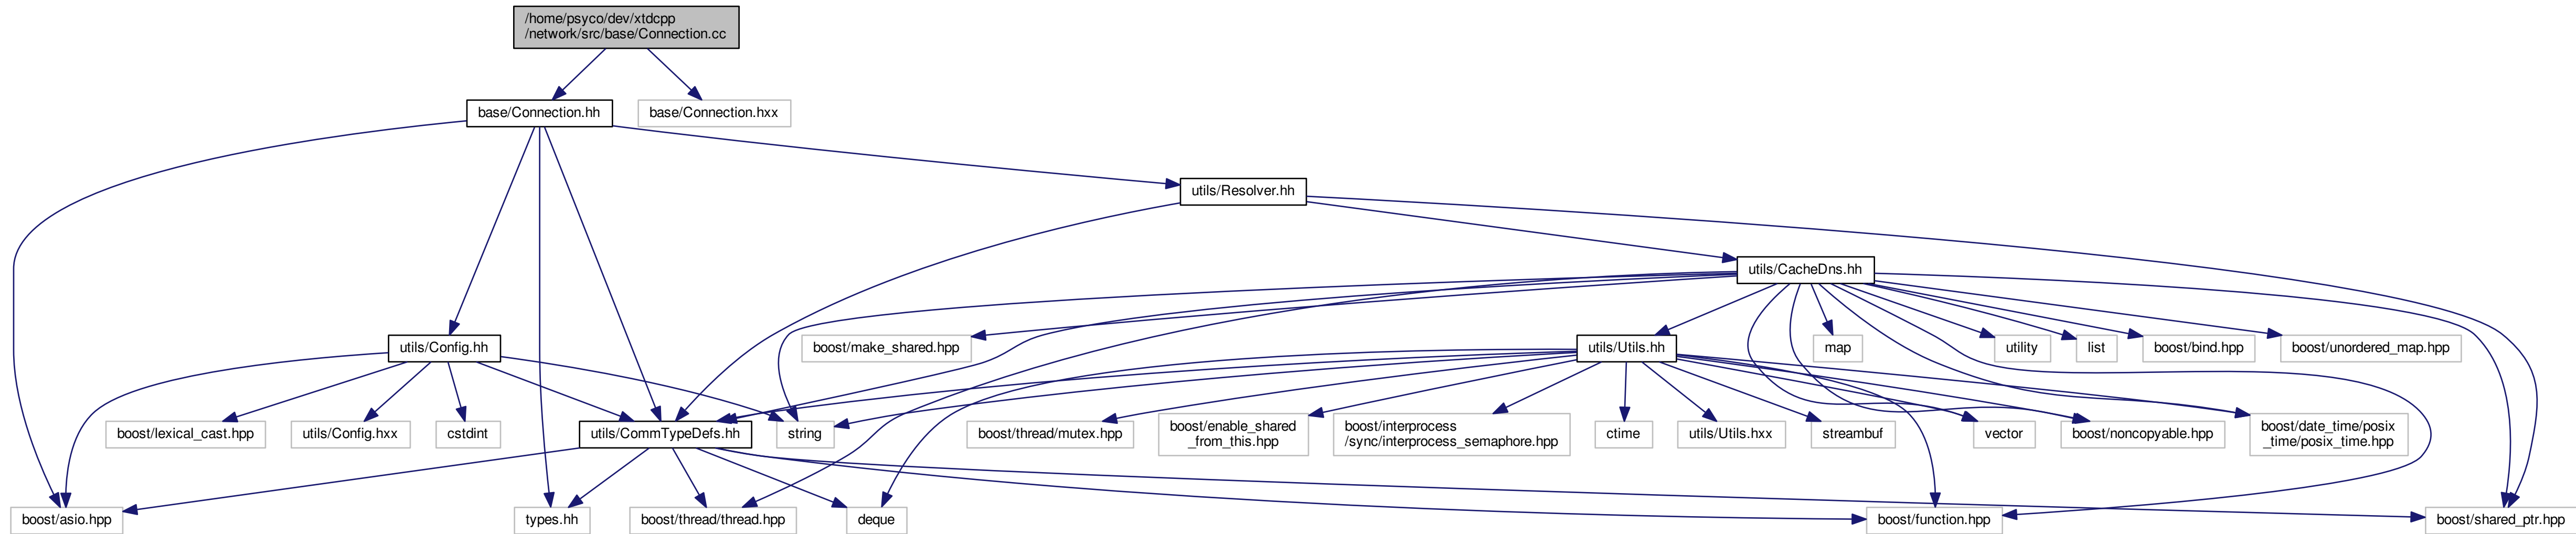 /home/psyco/dev/xtdcpp
/network/src/base/Connection.cc
base/Connection.hh
base/Connection.hxx
utils/Resolver.hh
utils/CacheDns.hh
utils/Config.hh
boost/make_shared.hpp
utils/Utils.hh
map
utility
list
boost/bind.hpp
boost/unordered_map.hpp
boost/lexical_cast.hpp
utils/Config.hxx
cstdint
utils/CommTypeDefs.hh
string
boost/thread/mutex.hpp
boost/enable_shared
_from_this.hpp
boost/interprocess
/sync/interprocess_semaphore.hpp
ctime
utils/Utils.hxx
streambuf
vector
boost/noncopyable.hpp
boost/date_time/posix
_time/posix_time.hpp
boost/asio.hpp
types.hh
boost/thread/thread.hpp
deque
boost/function.hpp
boost/shared_ptr.hpp